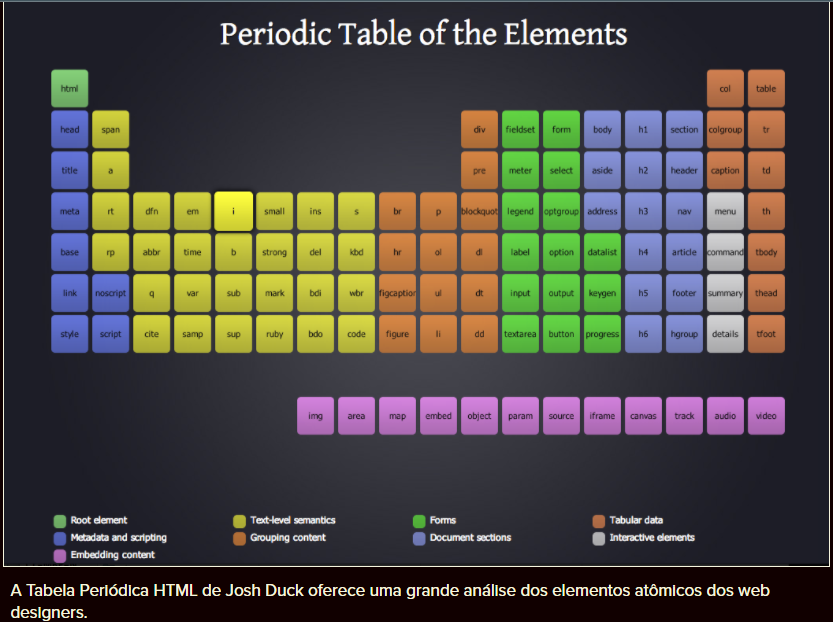 Periodic Table of the Elements
html col table
head span div fieldset form body h1 section colgroup tr
title a pre meter select aside h2 header caption td
meta rt dfn em i small ins s br p blockquot legend optgroup address h3 nav menu th
base rp abbr time b strong del kbd hr ol dl label option datalist h4 article command tbody
link noscript q var sub mark bdi wbr figcaption ul dt input output keygen h5 footer summary thead
style script cite samp sup ruby bdo code figure li dd textarea button progress h6 hgroup details tfoot
img area map embed object param source iframe canvas track audio video
Root element Text-level semantics Forms Tabular data
Metadata and scripting Grouping content Document sections Interactive elements
Embedding content
A Tabela Periódica HTML de Josh Duck oferece uma grande análise dos elementos atômicos dos web
designers.